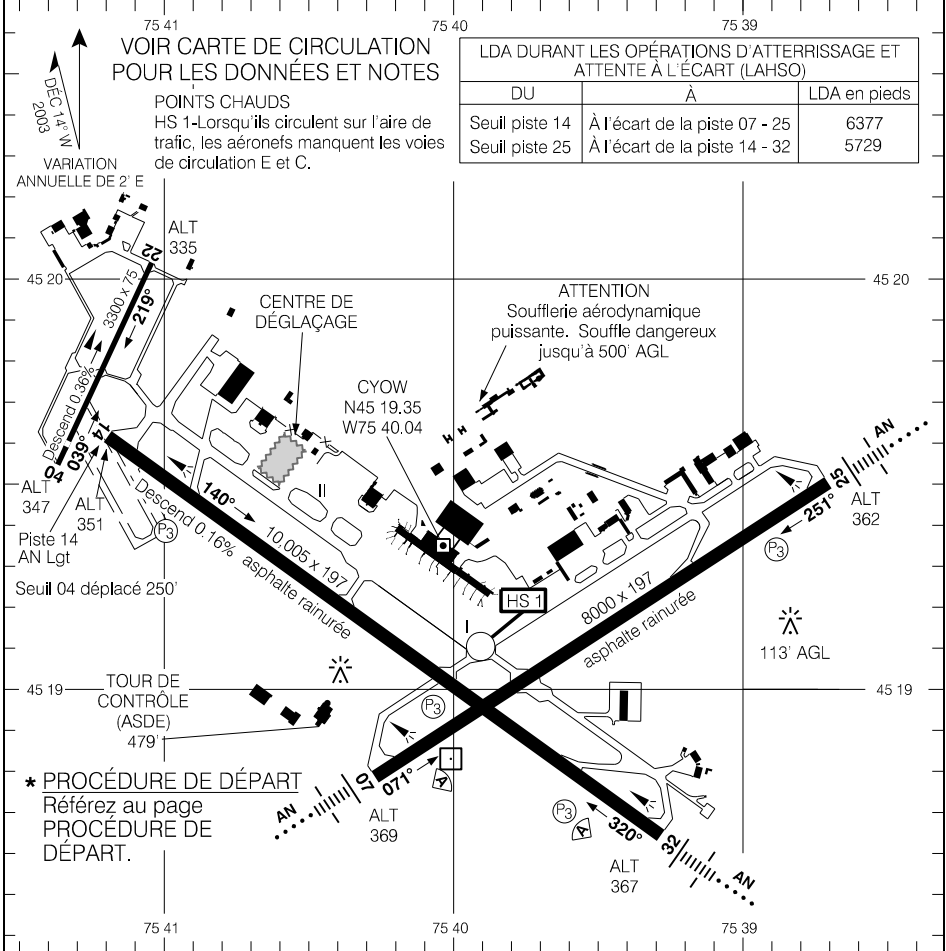 75 41
75 40
75 39
VOIR CARTE DE CIRCULATION
POUR LES DONNÉES ET NOTES
DÉC 14° W
2003
VARIATION
ANNUELLE DE 2' E
POINTS CHAUDS
HS 1-Lorsqu'ils circulent sur l'aire de
trafic, les aéronefs manquent les voies
de circulation E et C.
LDA DURANT LES OPÉRATIONS D'ATTERRISSAGE ET
ATTENTE À L'ÉCART (LAHSO)
DU À LDA en pieds
Seuil piste 14 À l'écart de la piste 07 - 25 6377
Seuil piste 25 À l'écart de la piste 14 - 32 5729
22
ALT
335
45 20
45 20
3300 x 75
219°
Descend 0.36%
039°
04
ALT
347
14
ALT
351
Piste 14
AN Lgt
Seuil 04 déplacé 250'
P3
CENTRE DE
DÉGLAÇAGE
ATTENTION
Soufflerie aérodynamique
puissante. Souffle dangereux
jusqu'à 500' AGL
CYOW
N45 19.35
W75 40.04
II
140°
10,005 x 197
Descend 0.16% asphalte rainurée
HS 1
I
8000 x 197
asphalte rainurée
251°
25
AN
ALT
362
P3
113' AGL
45 19
45 19
TOUR DE
CONTRÔLE
(ASDE)
479'
P3
* PROCÉDURE DE DÉPART
Référez au page
PROCÉDURE DE
DÉPART.
AN
07
071°
A
ALT
369
P3
A
320°
32
AN
ALT
367
75 41
75 40
75 39